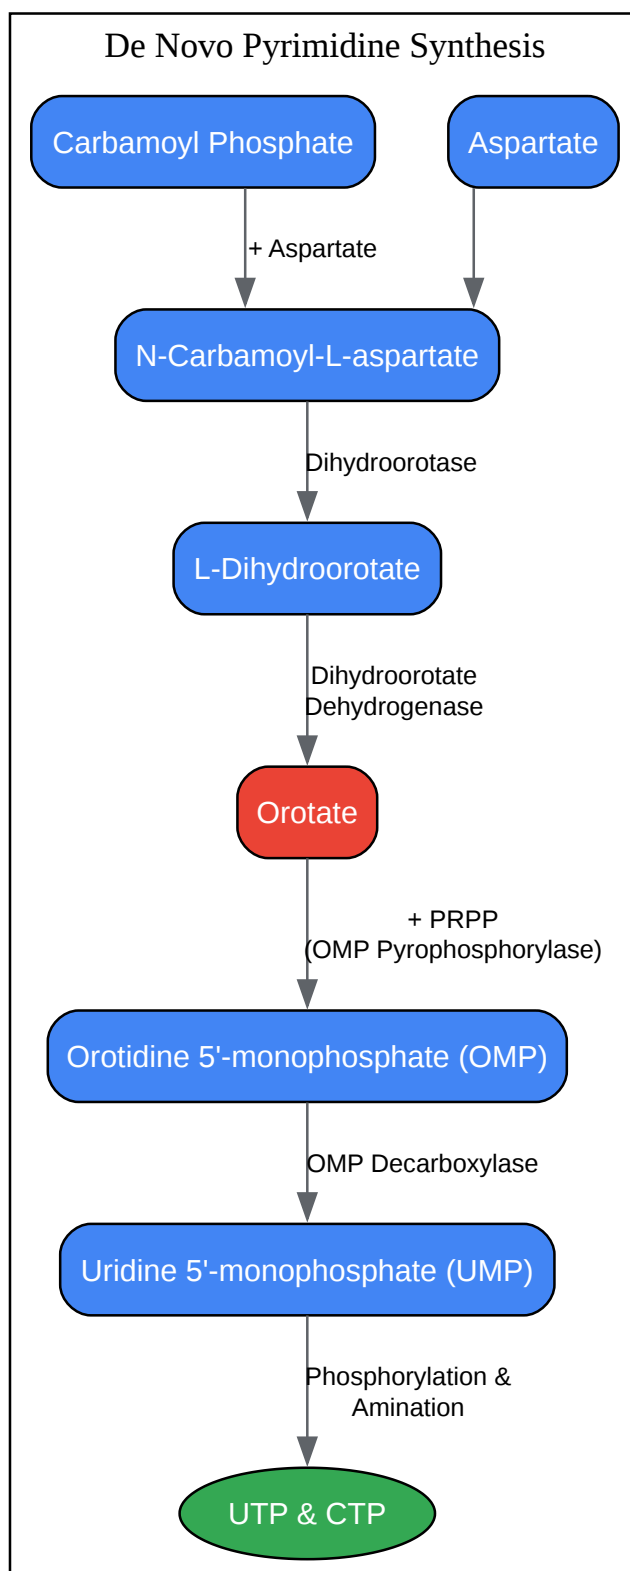 De Novo Pyrimidine Synthesis
Carbamoyl Phosphate
Aspartate
+ Aspartate
N-Carbamoyl-L-aspartate
Dihydroorotase
L-Dihydroorotate
Dihydroorotate
Dehydrogenase
Orotate
+ PRPP
(OMP Pyrophosphorylase)
Orotidine 5'-monophosphate (OMP)
OMP Decarboxylase
Uridine 5'-monophosphate (UMP)
Phosphorylation &
Amination
UTP & CTP